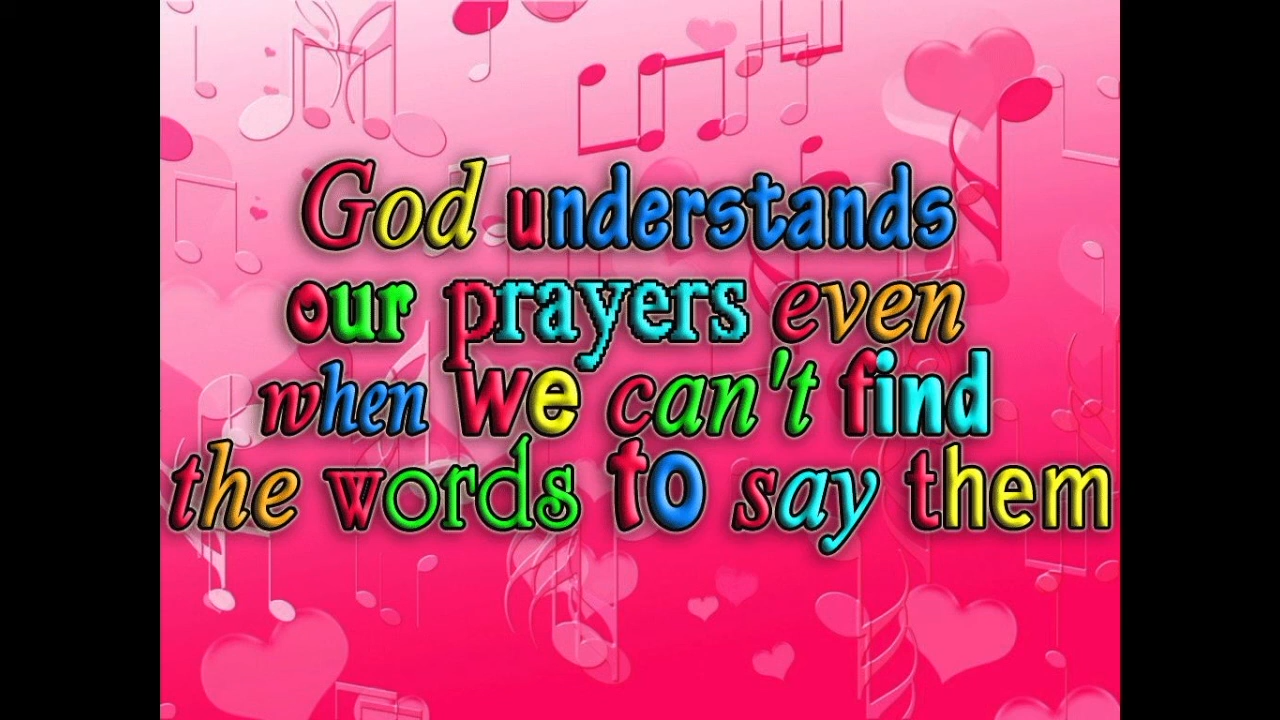 God understands
our prayers even
when we can't find
the words to say them